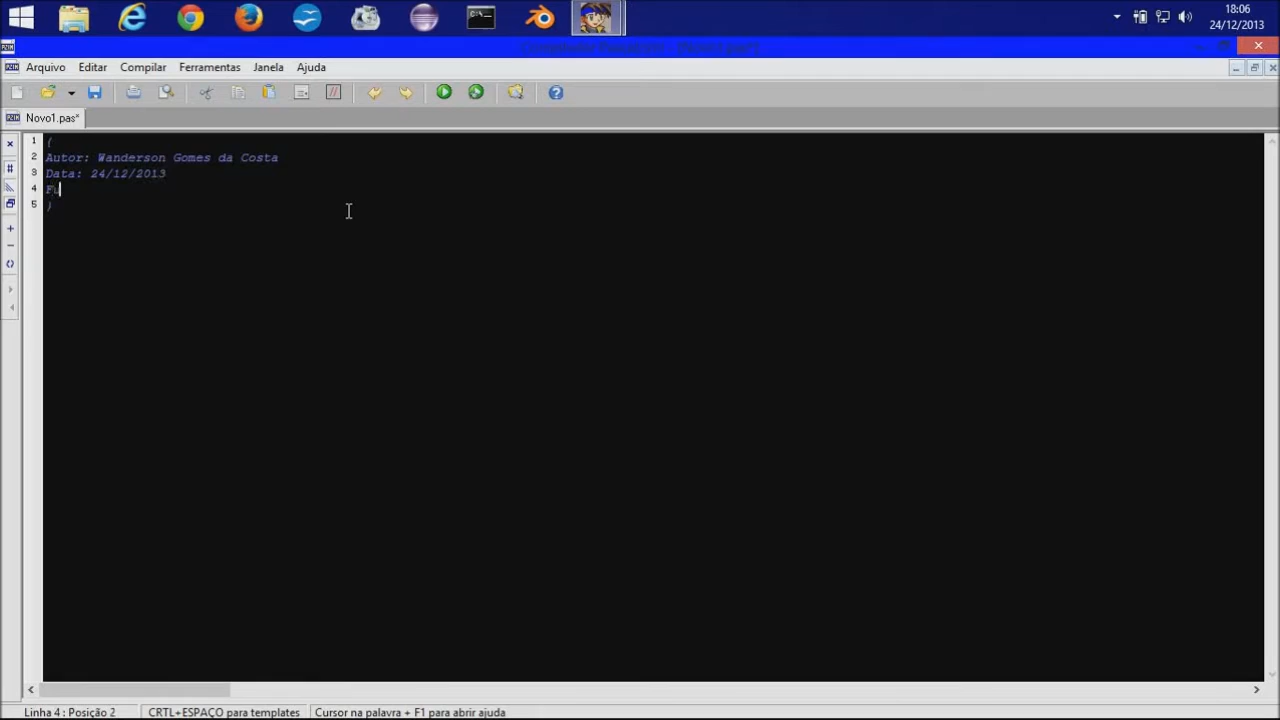 18:06
24/12/2013
Arquivo Editar Compilar Ferramentas Janela Ajuda
Novo1.pas*
1 {
2 Autor: Wanderson Gomes da Costa
3 Data: 24/12/2013
4 Fu
5 }
Linha 4 : Posição 2 CRTL+ESPAÇO para templates Cursor na palavra + F1 para abrir ajuda